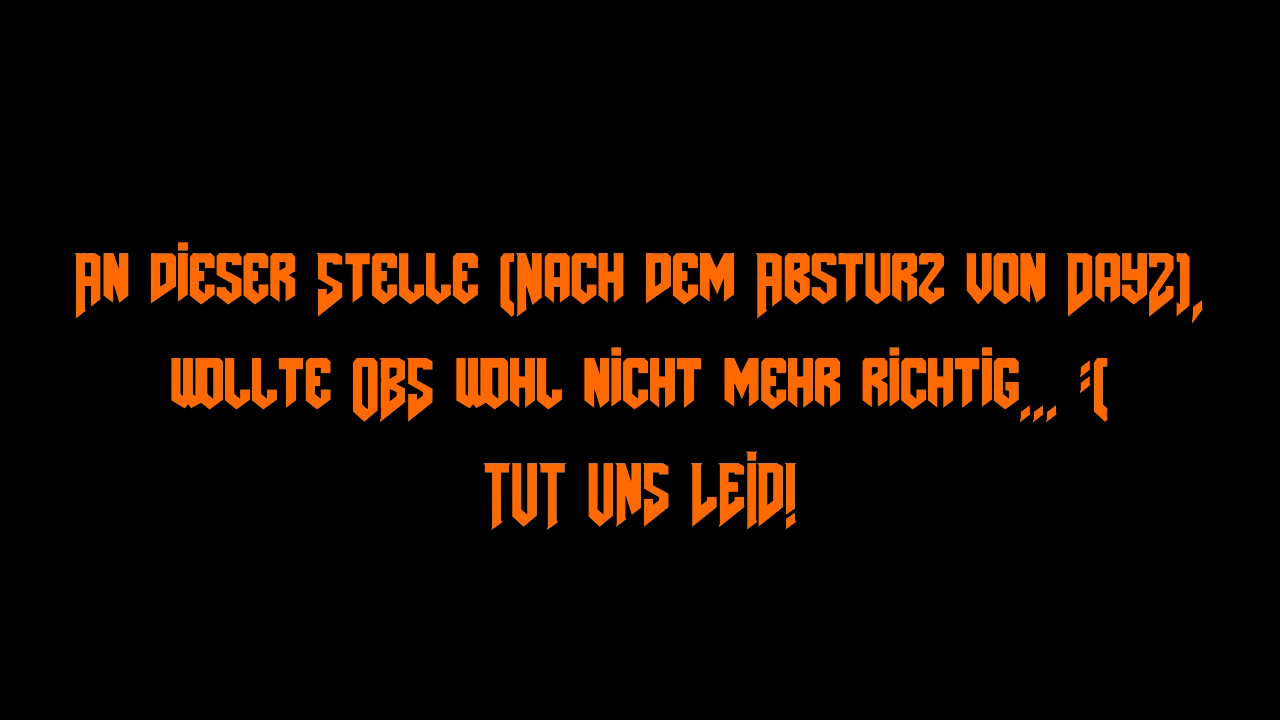 An dieser Stelle (Nach dem Absturz von DayZ),
wollte OBS wohl nicht mehr richtig... :(
Tut uns Leid!